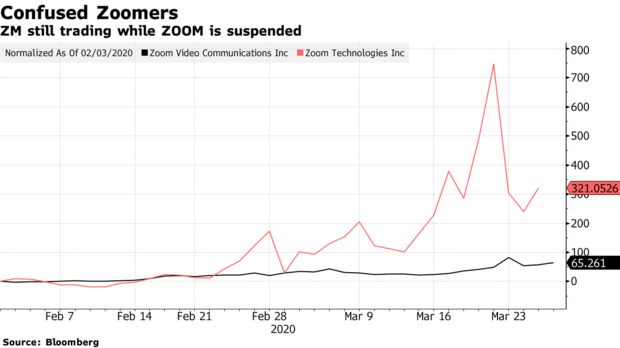 Confused Zoomers
ZM still trading while ZOOM is suspended
Normalized As Of 02/03/2020 Zoom Video Communications Inc Zoom Technologies Inc
800
700
600
500
400
321.0526
300
200
100
65.261
0
Feb 7 Feb 14 Feb 21 Feb 28 Mar 9 Mar 16 Mar 23
2020
Source: Bloomberg